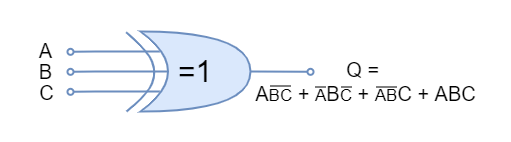 A
B
C
=1
Q =
AB̅C̅ + A̅BC̅ + A̅B̅C + ABC